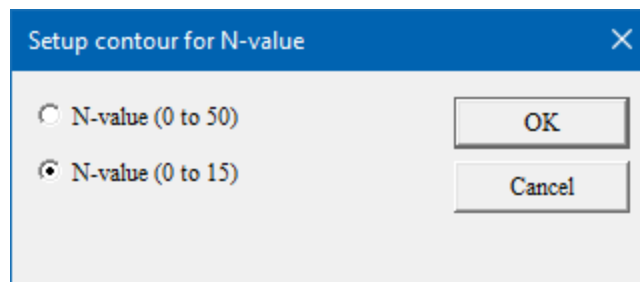 Setup contour for N-value
N-value (0 to 50)
OK
N-value (0 to 15)
Cancel